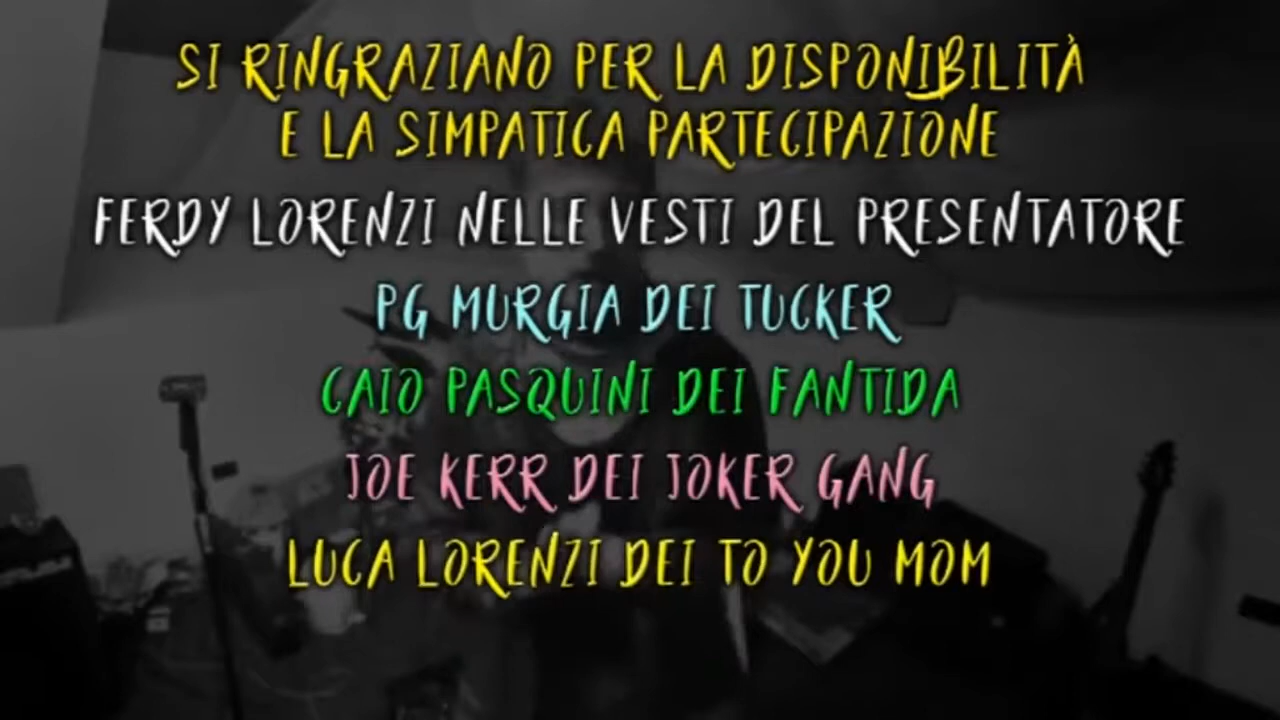 SI RINGRAZIANO PER LA DISPONIBILITÀ
E LA SIMPATICA PARTECIPAZIONE
FERDY LORENZI NELLE VESTI DEL PRESENTATORE
PG MURGIA DEI TUCKER
CAIO PASQUINI DEI FANTIDA
JOE KERR DEI JOKER GANG
LUCA LORENZI DEI TO YOU MOM